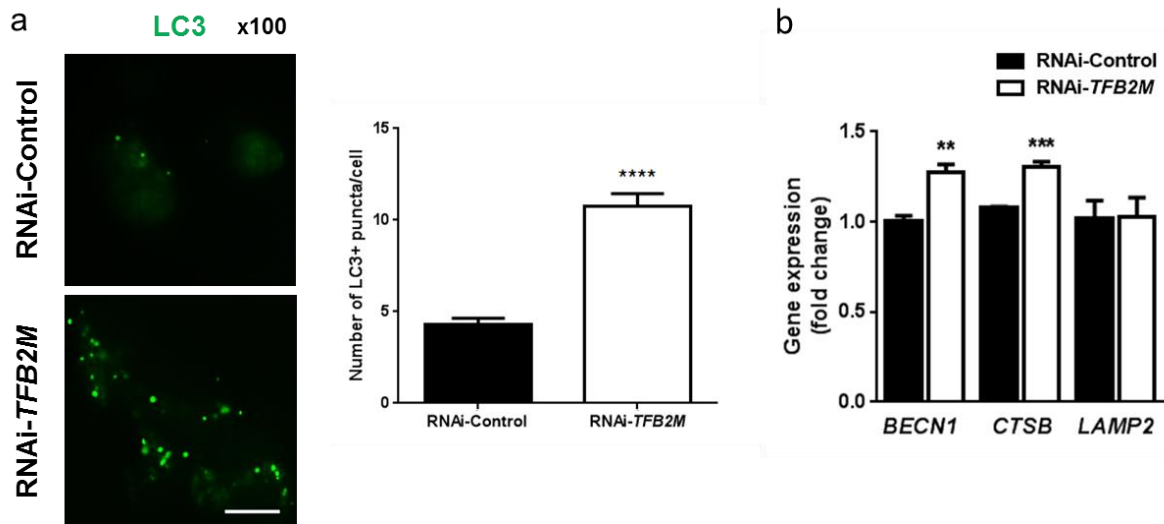 a
LC3 x100
RNAi-Control
RNAi-TFB2M
Number of LC3+ puncta/cell
15
10
5
0
****
RNAi-Control
RNAi-TFB2M
b
RNAi-Control
RNAi-TFB2M
Gene expression
(fold change)
1.5
1.0
0.5
0.0
**
***
BECN1
CTSB
LAMP2